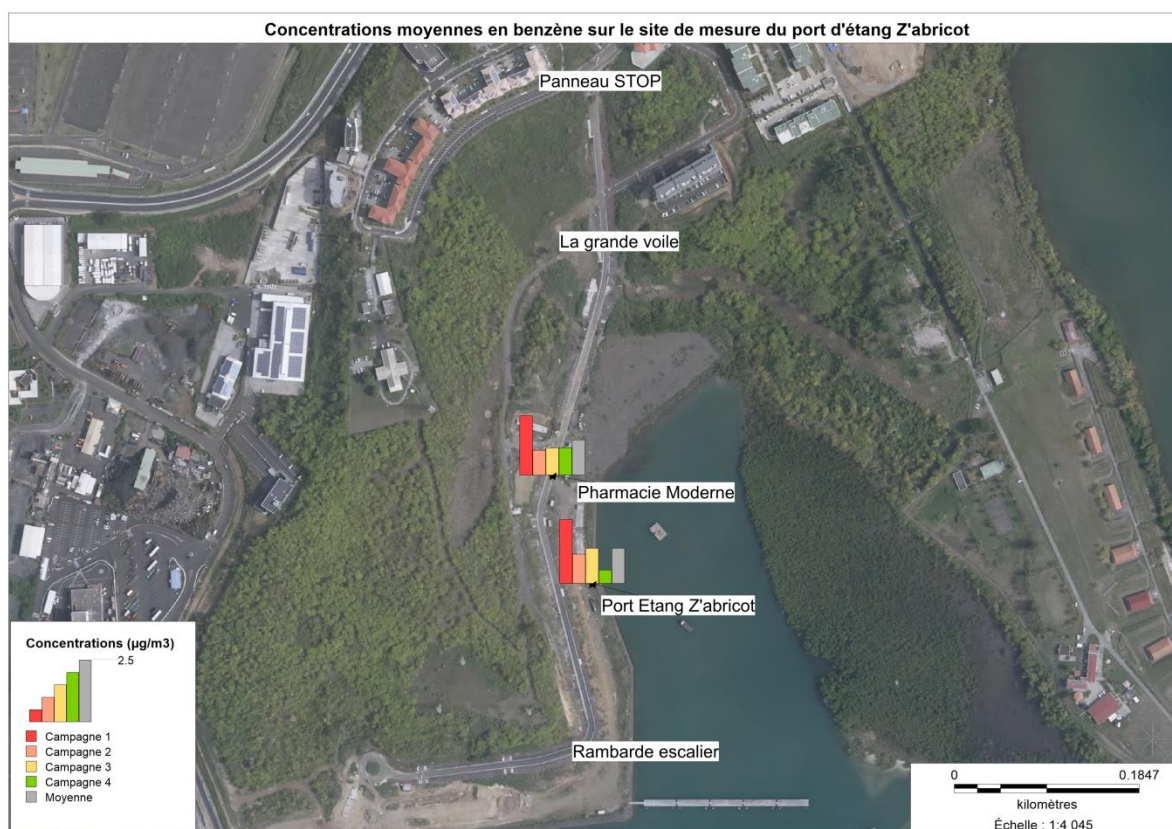 Concentrations moyennes en benzène sur le site de mesure du port d'étang Z'abricot
Panneau STOP
La grande voile
Pharmacie Moderne
Port Etang Z'abricot
Rambarde escalier
Concentrations (µg/m3)
2.5
Campagne 1
Campagne 2
Campagne 3
Campagne 4
Moyenne
0 0.1847
kilomètres
Échelle : 1:4 045